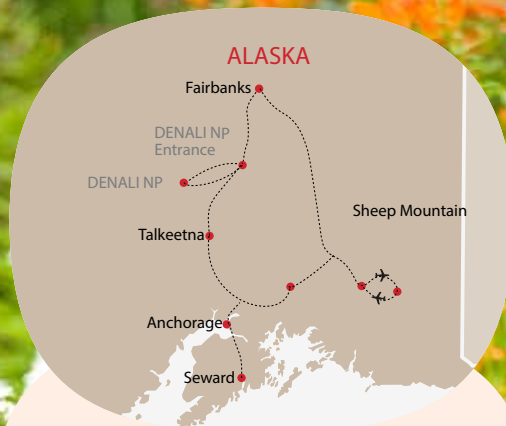 ALASKA
Fairbanks
DENALI NP
Entrance
DENALI NP
Sheep Mountain
Talkeetna
Anchorage
Seward